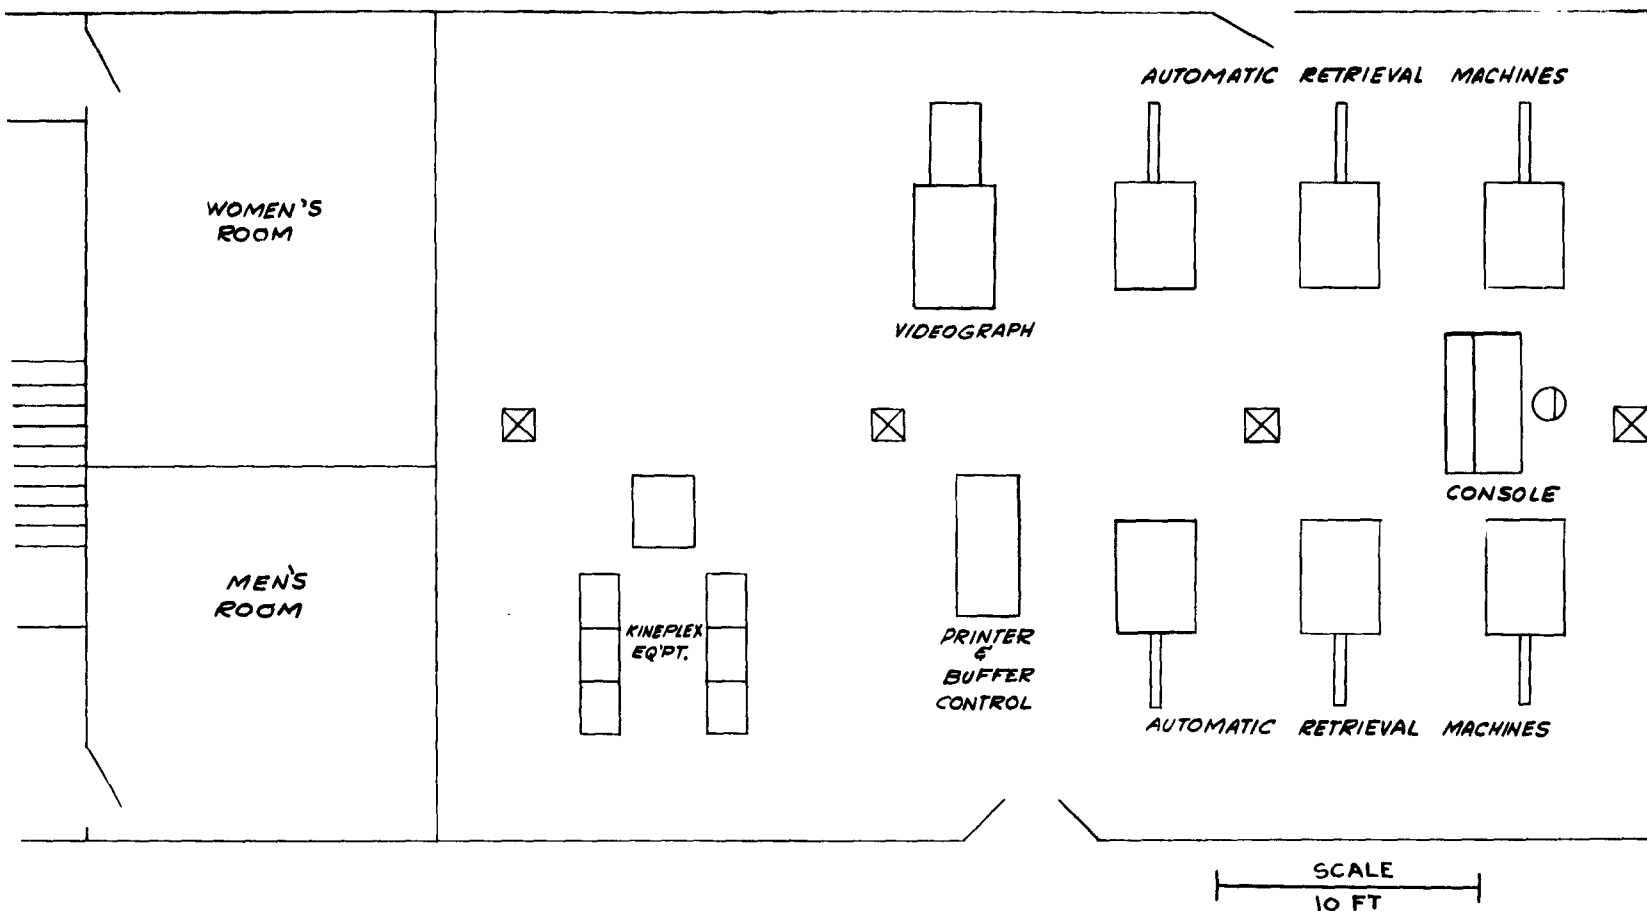 AUTOMATIC RETRIEVAL MACHINES
WOMEN'S
ROOM
VIDEOGRAPH
CONSOLE
MEN'S
ROOM
KINEPLEX
EQ'PT.
PRINTER
&
BUFFER
CONTROL
AUTOMATIC RETRIEVAL MACHINES
SCALE
10 FT